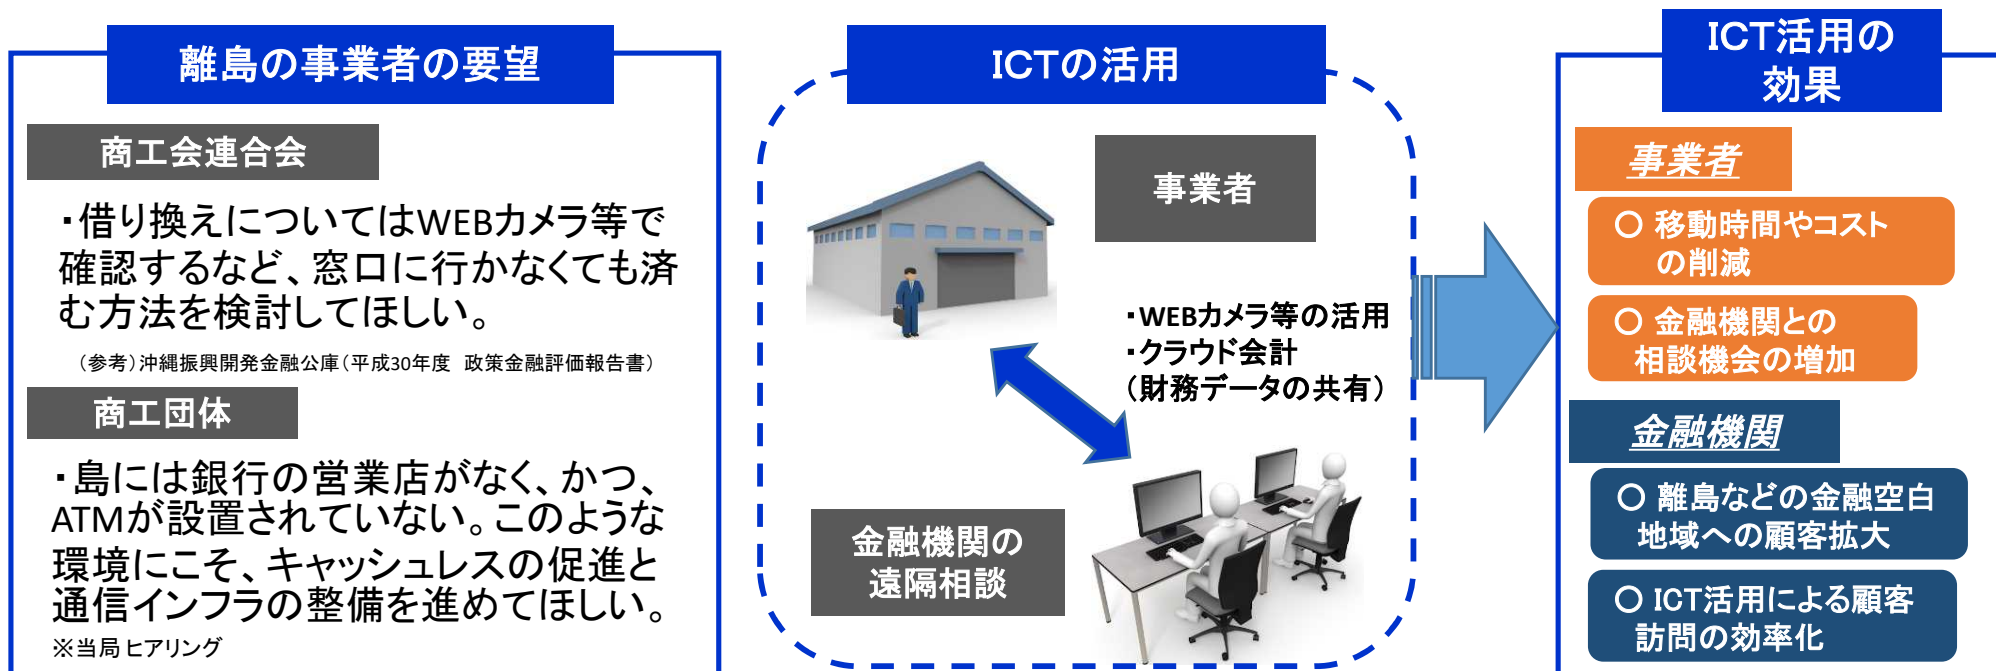 離島の事業者の要望
商工会連合会
・借り換えについてはWEBカメラ等で
確認するなど、窓口に行かなくても済
む方法を検討してほしい。
（参考）沖縄振興開発金融公庫（平成30年度　政策金融評価報告書）
商工団体
・島には銀行の営業店がなく、かつ、
ATMが設置されていない。このような
環境にこそ、キャッシュレスの促進と
通信インフラの整備を進めてほしい。
※当局ヒアリング
ICTの活用
事業者
・WEBカメラ等の活用
・クラウド会計
（財務データの共有）
金融機関の
遠隔相談
ICT活用の
効果
事業者
〇 移動時間やコスト
の削減
〇 金融機関との
相談機会の増加
金融機関
〇 離島などの金融空白
地域への顧客拡大
〇 ICT活用による顧客
訪問の効率化